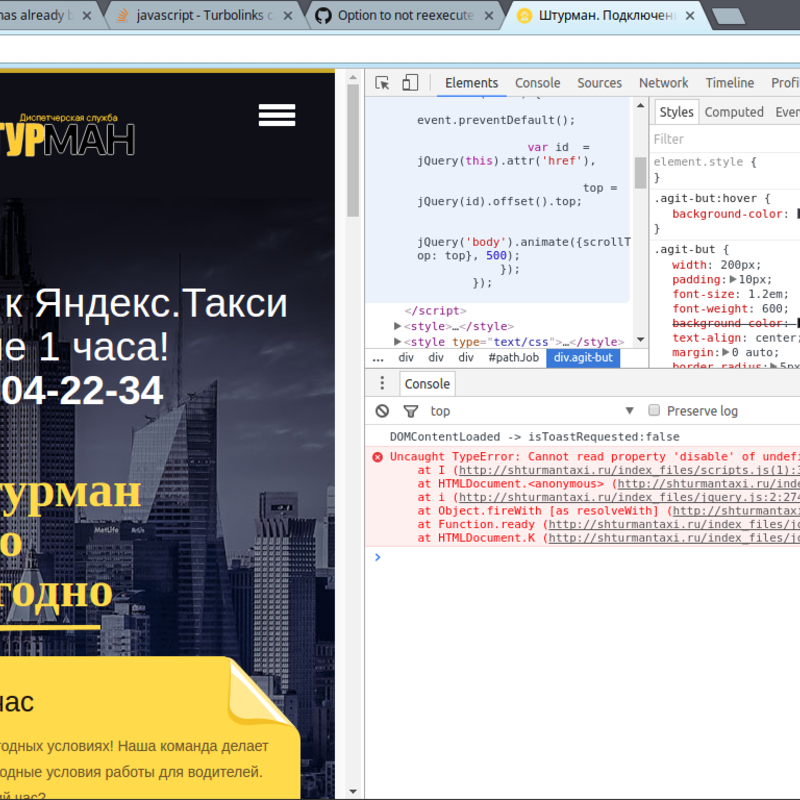 has already
javascript - Turbolinks
Option to not reexecute
Штурман. Подключен
Диспетчерская служба
ТУРМАН
к Яндекс.Такси
1 часа!
04-22-34
турман
о
годно
час
годных условиях! Наша команда делает
одные условия работы для водителей.
ий час?
Elements Console Sources Network Timeline Profi
event.preventDefault();
var id =
jQuery(this).attr('href'),
top =
jQuery(id).offset().top;
jQuery('body').animate({scrollT
op: top}, 500);
});
});
</script>
<style>…</style>
<style type="text/css">…</style>
... div div div #pathJob div.agit-but
Styles Computed Even
Filter
element.style {
}
.agit-but:hover {
background-color:
}
.agit-but {
width: 200px;
padding: 10px;
font-size: 1.2em;
font-weight: 600;
background-color:
text-align: center;
margin: 0 auto;
border-radius: 5px
Console
top Preserve log
DOMContentLoaded -> isToastRequested:false
Uncaught TypeError: Cannot read property 'disable' of undefi
at I (http://shturmantaxi.ru/index_files/scripts.js(1):3
at HTMLDocument.<anonymous> (http://shturmantaxi.ru/inde
at i (http://shturmantaxi.ru/index_files/jquery.js:2:274
at Object.fireWith [as resolveWith] (http://shturmantaxi
at Function.ready (http://shturmantaxi.ru/index_files/jq
at HTMLDocument.K (http://shturmantaxi.ru/index_files/jq